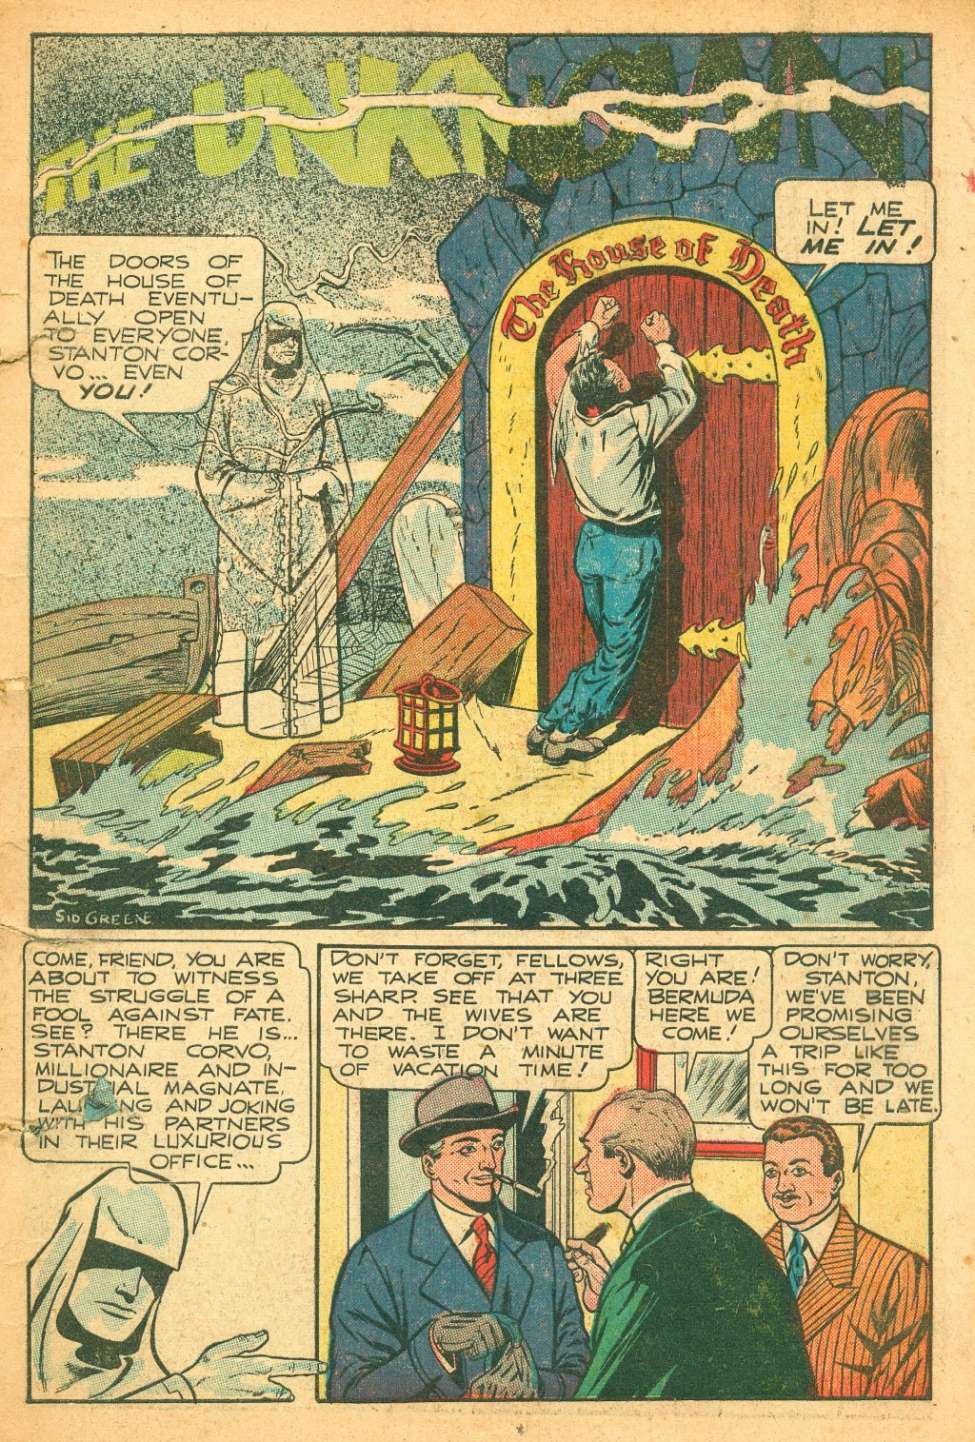 THE UNKNOWN
LET ME
IN! LET
ME IN!
The House of Death
THE DOORS OF
THE HOUSE OF
DEATH EVENTU-
ALLY OPEN
TO EVERYONE,
STANTON COR-
VO... EVEN
YOU!
SID GREENE
COME, FRIEND, YOU ARE
ABOUT TO WITNESS
THE STRUGGLE OF A
FOOL AGAINST FATE.
SEE? THERE HE IS...
STANTON CORVO,
MILLIONAIRE AND IN-
DUSTRIAL MAGNATE,
LAUGHING AND JOKING
WITH HIS PARTNERS
IN THEIR LUXURIOUS
OFFICE...
DON'T FORGET, FELLOWS,
WE TAKE OFF AT THREE
SHARP. SEE THAT YOU
AND THE WIVES ARE
THERE. I DON'T WANT
TO WASTE A MINUTE
OF VACATION TIME!
RIGHT
YOU ARE!
BERMUDA
HERE WE
COME!
DON'T WORRY,
STANTON,
WE'VE BEEN
PROMISING
OURSELVES
A TRIP LIKE
THIS FOR TOO
LONG AND WE
WON'T BE LATE.